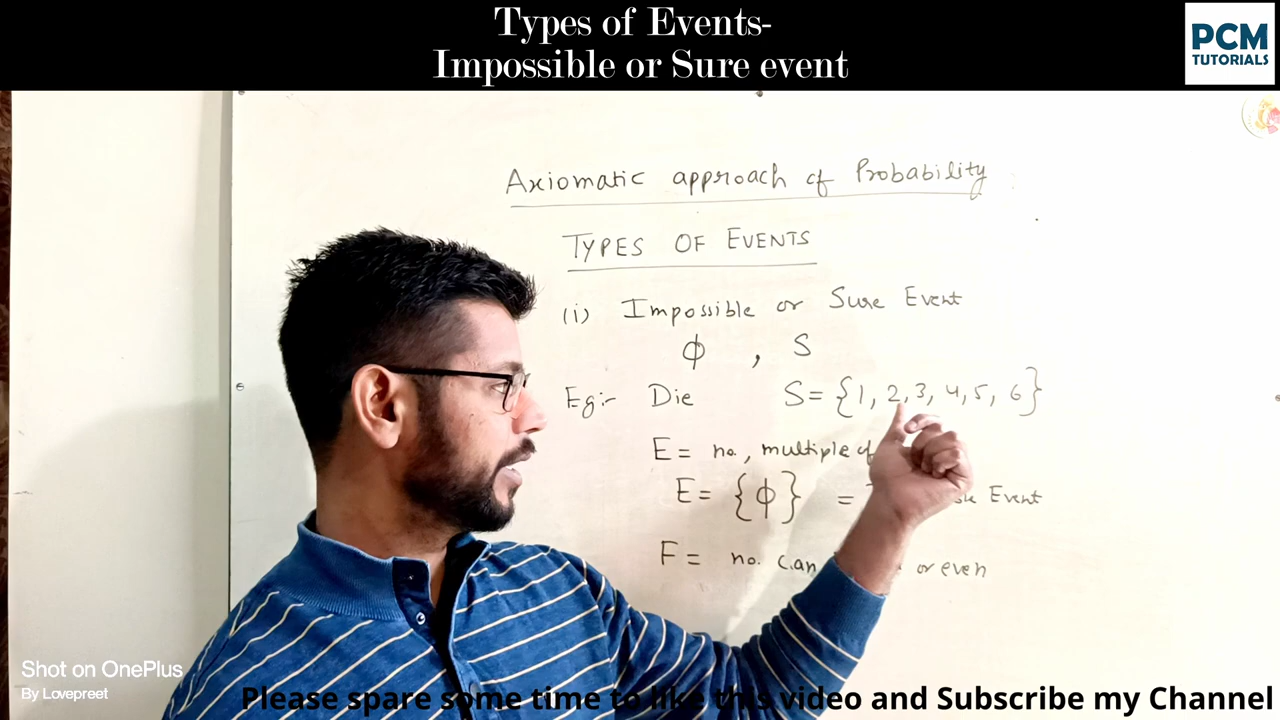 Types of Events-
Impossible or Sure event
PCM
TUTORIALS
Axiomatic approach of Probability
TYPES OF EVENTS
(i) Impossible or Sure Event
ϕ , S
Eg:- Die S= {1, 2, 3, 4, 5, 6}
E = no, multiple of
E = {ϕ} = Event
F = no. can or even
Shot on OnePlus
By Lovepreet
Please spare some time to like this video and Subscribe my Channel